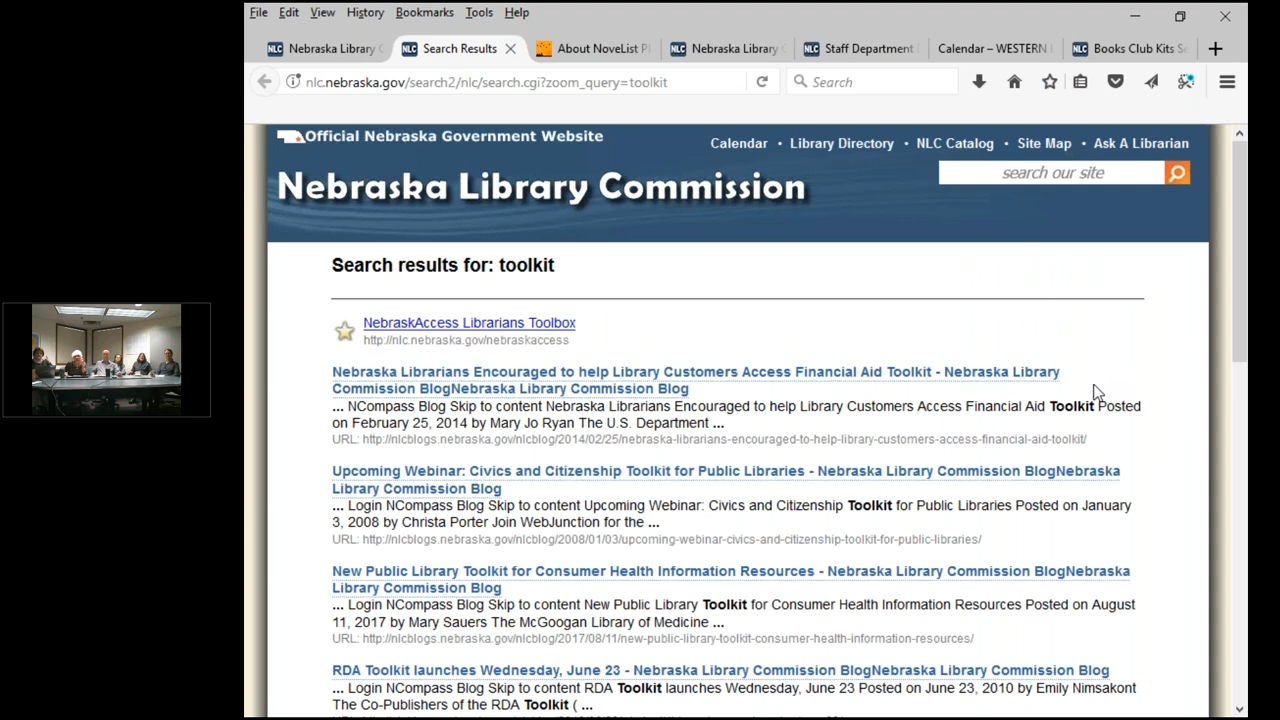 File Edit View History Bookmarks Tools Help
NLC Nebraska Library C
NLC Search Results
About NoveList Pl
NLC Nebraska Library C
NLC Staff Department
Calendar – WESTERN L
NLC Books Club Kits Se
nlc.nebraska.gov/search2/nlc/search.cgi?zoom_query=toolkit
Search
Official Nebraska Government Website
Calendar • Library Directory • NLC Catalog • Site Map • Ask A Librarian
search our site
Nebraska Library Commission
Search results for: toolkit
NebraskAccess Librarians Toolbox
http://nlc.nebraska.gov/nebraskaccess
Nebraska Librarians Encouraged to help Library Customers Access Financial Aid Toolkit - Nebraska Library
Commission BlogNebraska Library Commission Blog
... NCompass Blog Skip to content Nebraska Librarians Encouraged to help Library Customers Access Financial Aid Toolkit Posted
on February 25, 2014 by Mary Jo Ryan The U.S. Department ...
URL: http://nlcblogs.nebraska.gov/nlcblog/2014/02/25/nebraska-librarians-encouraged-to-help-library-customers-access-financial-aid-toolkit/
Upcoming Webinar: Civics and Citizenship Toolkit for Public Libraries - Nebraska Library Commission BlogNebraska
Library Commission Blog
... Login NCompass Blog Skip to content Upcoming Webinar: Civics and Citizenship Toolkit for Public Libraries Posted on January
3, 2008 by Christa Porter Join WebJunction for the ...
URL: http://nlcblogs.nebraska.gov/nlcblog/2008/01/03/upcoming-webinar-civics-and-citizenship-toolkit-for-public-libraries/
New Public Library Toolkit for Consumer Health Information Resources - Nebraska Library Commission BlogNebraska
Library Commission Blog
... Login NCompass Blog Skip to content New Public Library Toolkit for Consumer Health Information Resources Posted on August
11, 2017 by Mary Sauers The McGoogan Library of Medicine ...
URL: http://nlcblogs.nebraska.gov/nlcblog/2017/08/11/new-public-library-toolkit-consumer-health-information-resources/
RDA Toolkit launches Wednesday, June 23 - Nebraska Library Commission BlogNebraska Library Commission Blog
... Login NCompass Blog Skip to content RDA Toolkit launches Wednesday, June 23 Posted on June 23, 2010 by Emily Nimsakont
The Co-Publishers of the RDA Toolkit ( ...